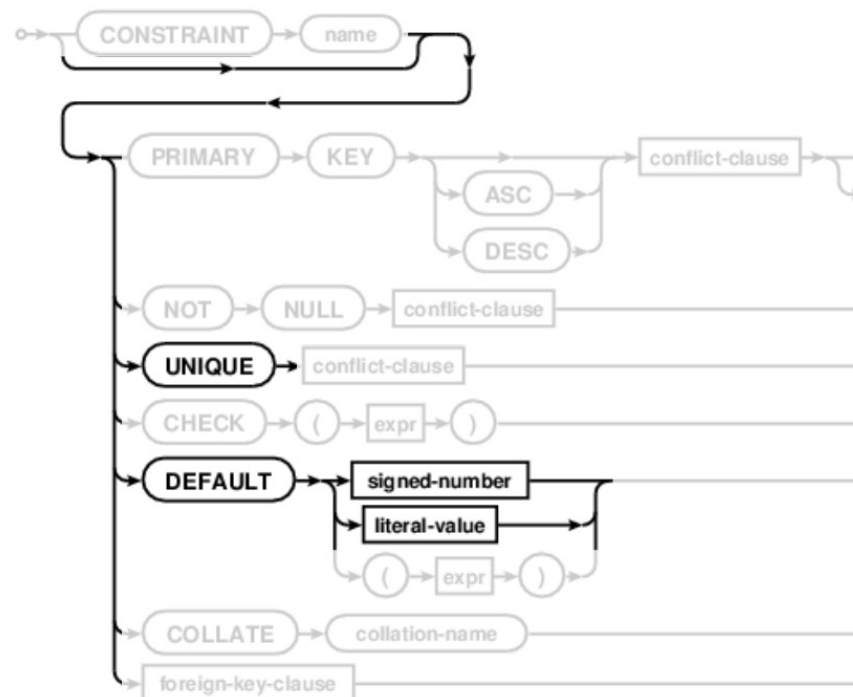 CONSTRAINT name
PRIMARY KEY conflict-clause
ASC
DESC
NOT NULL conflict-clause
UNIQUE conflict-clause
CHECK ( expr )
DEFAULT signed-number
literal-value
( expr )
COLLATE collation-name
foreign-key-clause